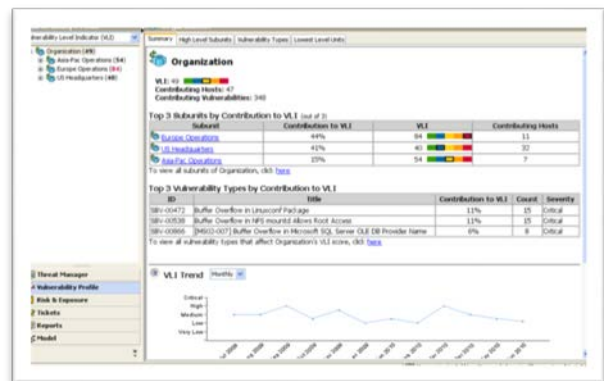 Vulnerability Level Indicator (VLI)
Organization (49)
Asia-Pac Operations (54)
Europe Operations (84)
US Headquarters (40)
Threat Manager
Vulnerability Profile
Risk & Exposure
Tickets
Reports
Model
Summary | High Level Subunits | Vulnerability Types | Lowest Level Units
Organization
VLI: 49
Contributing Hosts: 47
Contributing Vulnerabilities: 348
Top 3 Subunits by Contribution to VLI (out of 3)
Subunit Contribution to VLI VLI Contributing Hosts
Europe Operations 44% 84 11
US Headquarters 41% 40 32
Asia-Pac Operations 15% 54 7
To view all subunits of Organization, click here
Top 3 Vulnerability Types by Contribution to VLI
ID Title Contribution to VLI Count Severity
SBV-00472 Buffer Overflow in Linuxconf Package 11% 15 Critical
SBV-00538 Buffer Overflow in NFS mountd Allows Root Access 11% 15 Critical
SBV-00866 [MS02-007] Buffer Overflow in Microsoft SQL Server OLE DB Provider Name 6% 8 Critical
To view all vulnerability types that affect Organization's VLI score, click here
VLI Trend Monthly
Critical
High
Medium
Low
Very Low